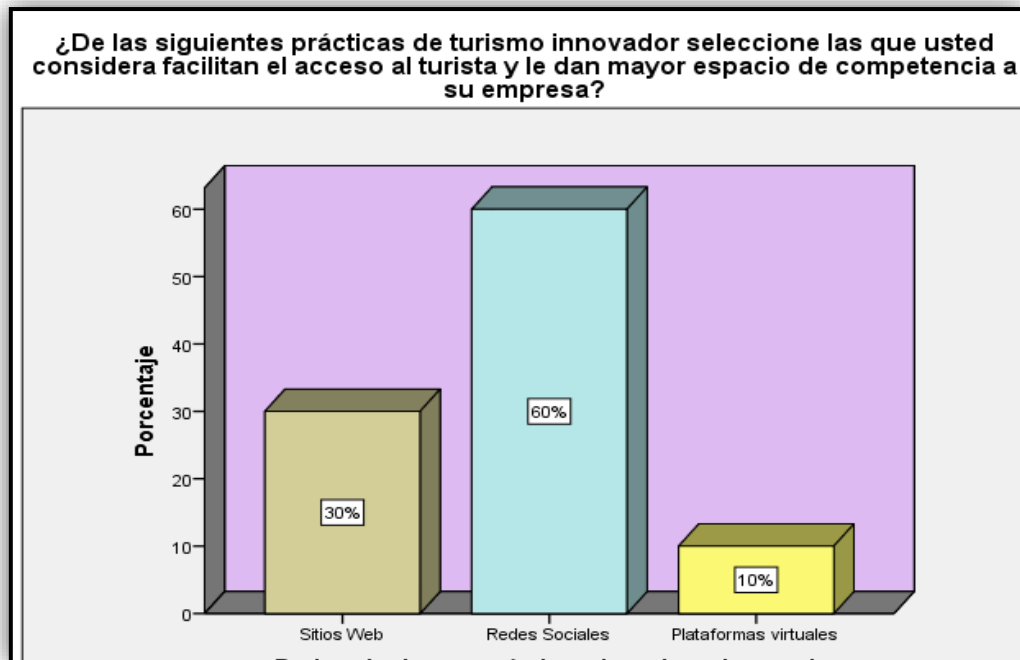 ¿De las siguientes prácticas de turismo innovador seleccione las que usted
considera facilitan el acceso al turista y le dan mayor espacio de competencia a
su empresa?
Porcentaje
60
50
40
30
20
10
0
30%
60%
10%
Sitios Web
Redes Sociales
Plataformas virtuales